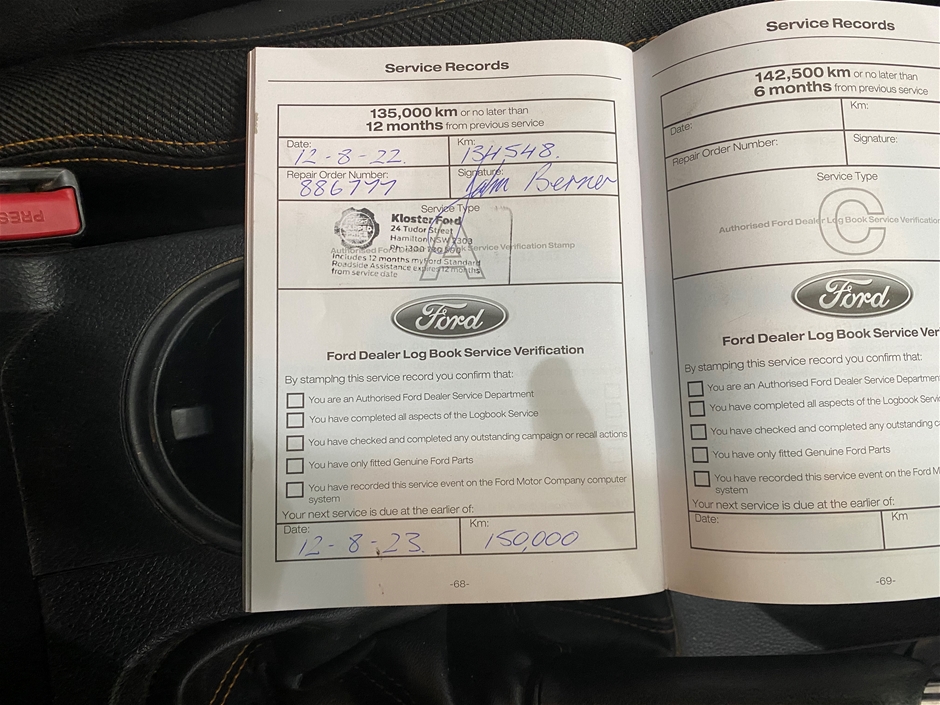 Service Records
135,000 km or no later than
12 months from previous service
Date:
12-8-22.
Km:
134548.
Repair Order Number:
886777
Signature:
John Berner
Service Type
A
Kloster Ford
24 Tudor Street
Hamilton NSW 2303
Ph 1300
Authorised Ford Service Verification Stamp
Includes 12 months myFord Standard
Roadside Assistance expires 12 months
from service date
Ford
Ford Dealer Log Book Service Verification
By stamping this service record you confirm that:
You are an Authorised Ford Dealer Service Department
You have completed all aspects of the Logbook Service
You have checked and completed any outstanding campaign or recall actions
You have only fitted Genuine Ford Parts
You have recorded this service event on the Ford Motor Company computer
system
Your next service is due at the earlier of:
Date:
12-8-23.
Km:
150,000
-68-
Service Records
142,500 km or no later than
6 months from previous service
Date:
Km:
Repair Order Number:
Signature:
Service Type
C
Authorised Ford Dealer Log Book Service Verification
Ford
Ford Dealer Log Book Service Ver
By stamping this service record you confirm that:
You are an Authorised Ford Dealer Service Departmen
You have completed all aspects of the Logbook Servi
You have checked and completed any outstanding c
You have only fitted Genuine Ford Parts
You have recorded this service event on the Ford M
system
Your next service is due at the earlier of:
Date:
Km
-69-
PRESS